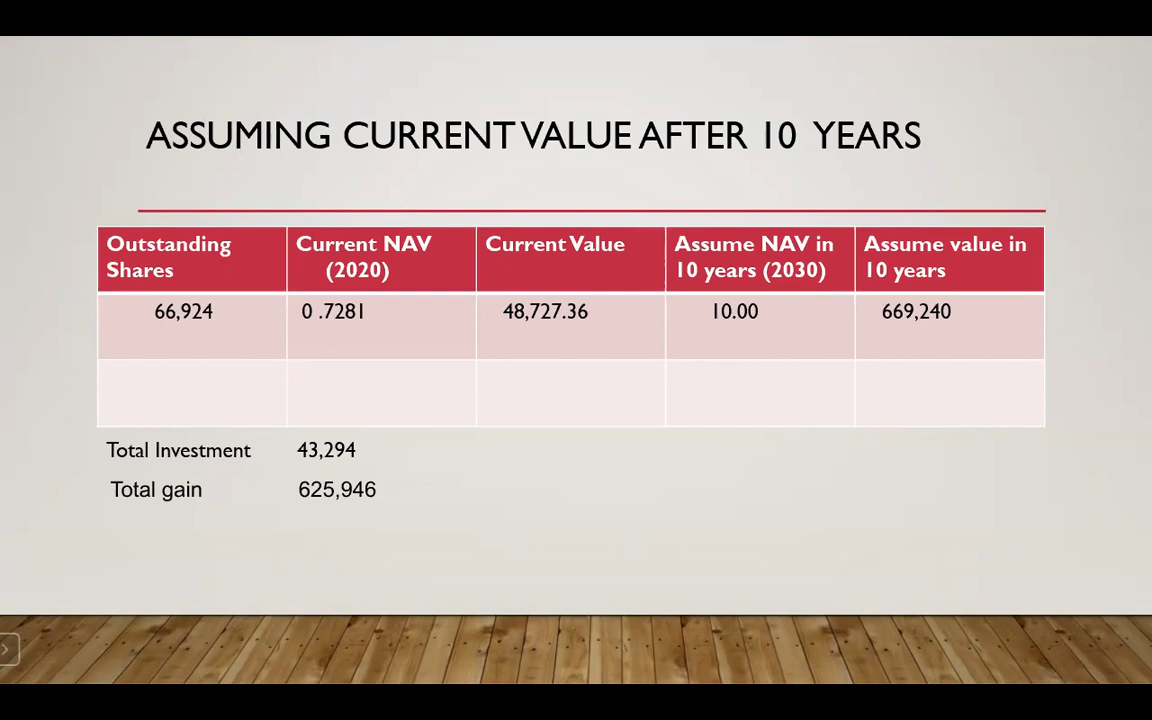 ASSUMING CURRENT VALUE AFTER 10 YEARS
Outstanding Shares
Current NAV (2020)
Current Value
Assume NAV in 10 years (2030)
Assume value in 10 years
66,924
0 .7281
48,727.36
10.00
669,240
Total Investment 43,294
Total gain 625,946